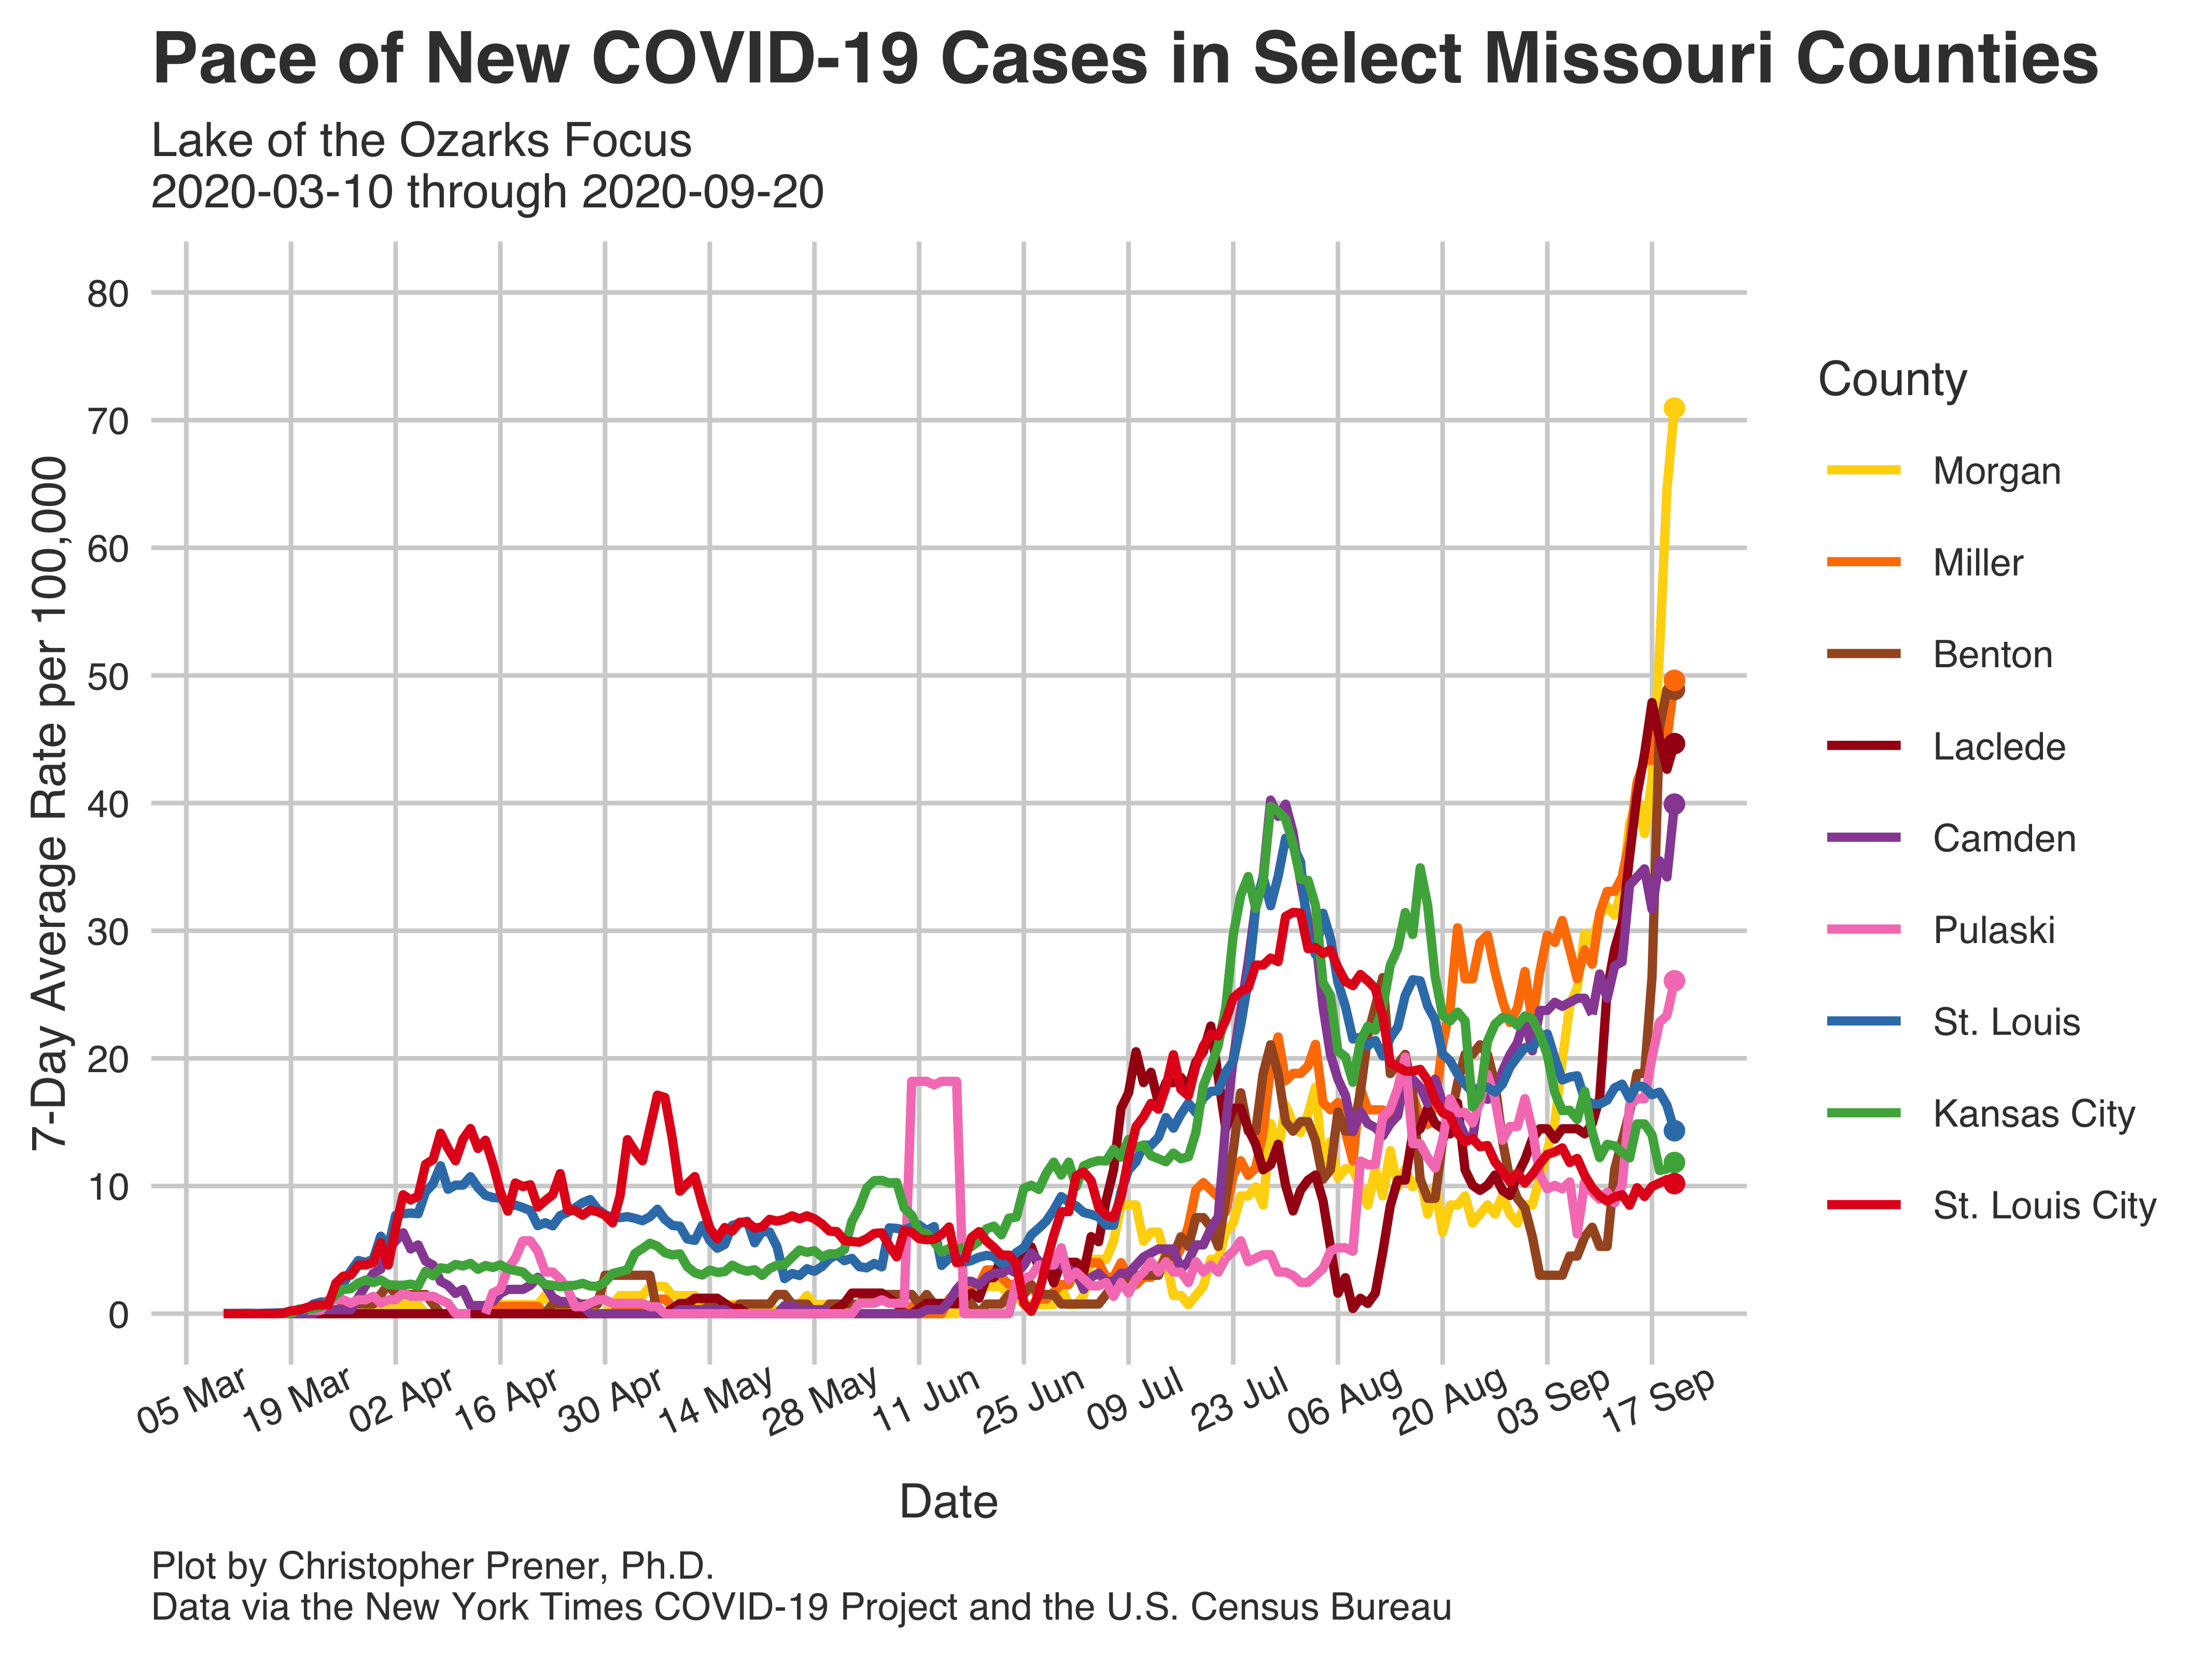 Pace of New COVID-19 Cases in Select Missouri Counties
Lake of the Ozarks Focus
2020-03-10 through 2020-09-20
80
70
60
50
40
30
20
10
0
7-Day Average Rate per 100,000
05 Mar
19 Mar
02 Apr
16 Apr
30 Apr
14 May
28 May
11 Jun
25 Jun
09 Jul
23 Jul
06 Aug
20 Aug
03 Sep
17 Sep
Date
County
Morgan
Miller
Benton
Laclede
Camden
Pulaski
St. Louis
Kansas City
St. Louis City
Plot by Christopher Prener, Ph.D.
Data via the New York Times COVID-19 Project and the U.S. Census Bureau